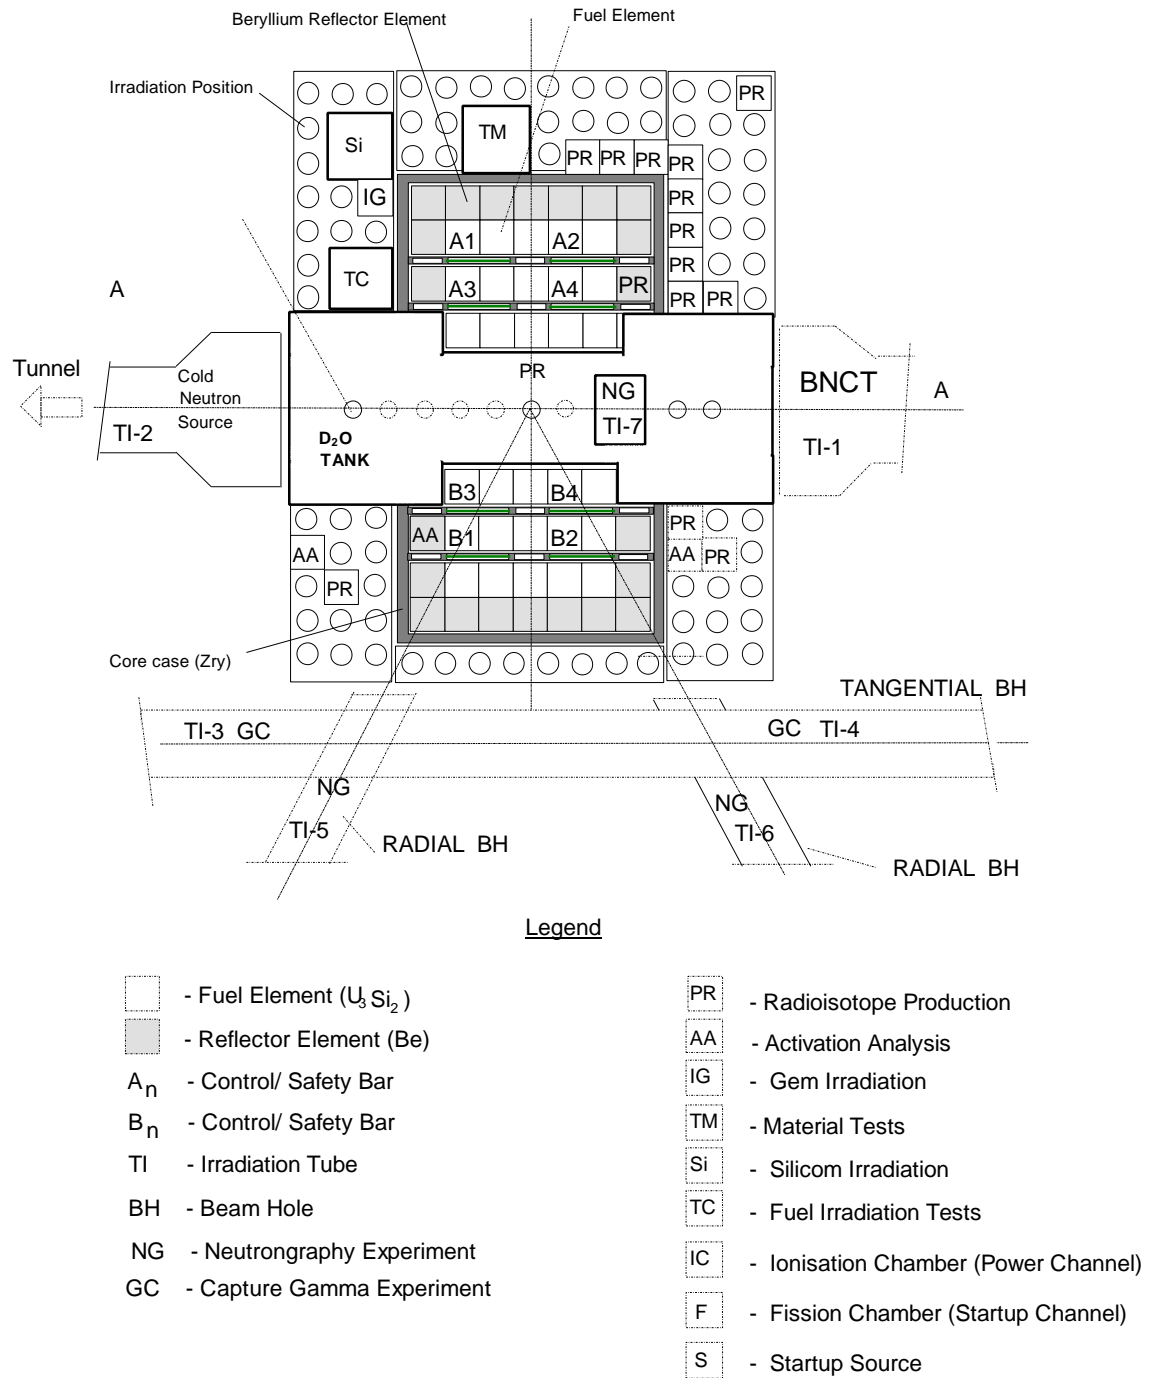 Beryllium Reflector Element
Fuel Element
Irradiation Position
PR
Si
TM
PR PR PR PR
IG
PR
A1 A2
PR
TC
A3 A4 PR
PR
PR PR
A
Tunnel
Cold
Neutron
Source
TI-2
PR
NG
TI-7
BNCT
A
TI-1
D2O
TANK
B3 B4
AA B1 B2
PR
AA
AA PR
PR
Core case (Zry)
TANGENTIAL BH
TI-3 GC
GC TI-4
NG
TI-5
RADIAL BH
NG
TI-6
RADIAL BH
Legend
- Fuel Element (U3Si2)
- Reflector Element (Be)
An - Control/ Safety Bar
Bn - Control/ Safety Bar
TI - Irradiation Tube
BH - Beam Hole
NG - Neutrongraphy Experiment
GC - Capture Gamma Experiment
PR - Radioisotope Production
AA - Activation Analysis
IG - Gem Irradiation
TM - Material Tests
Si - Silicom Irradiation
TC - Fuel Irradiation Tests
IC - Ionisation Chamber (Power Channel)
F - Fission Chamber (Startup Channel)
S - Startup Source